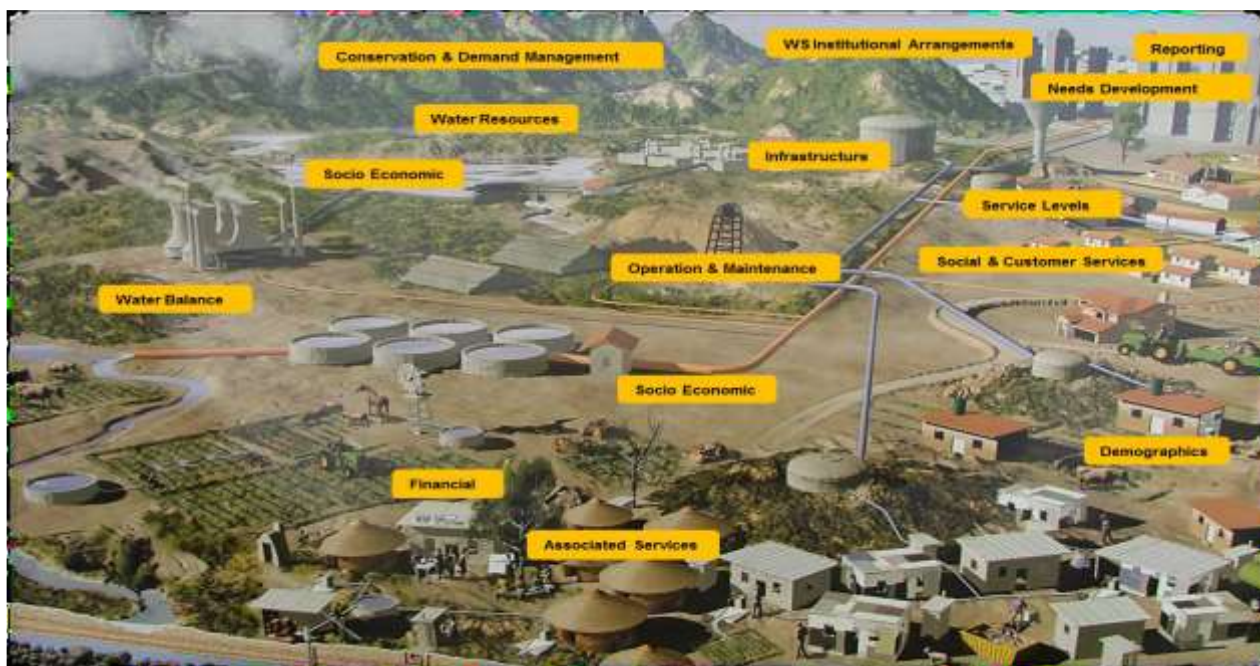 WS Institutional Arrangements
Reporting
Conservation & Demand Management
Needs Development
Water Resources
Infrastructure
Socio Economic
Service Levels
Social & Customer Services
Operation & Maintenance
Water Balance
Socio Economic
Demographics
Financial
Associated Services